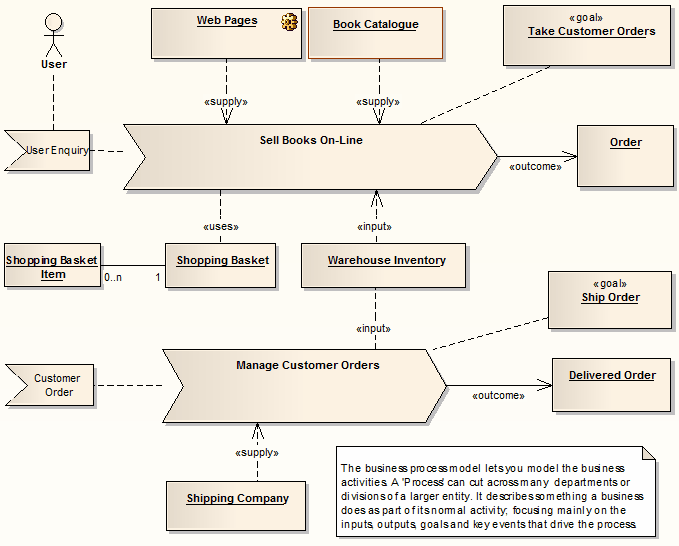 Web Pages
Book Catalogue
«goal»
Take Customer Orders
User
«supply»
«supply»
User Enquiry
Sell Books On-Line
Order
«outcome»
«uses»
«input»
Shopping Basket
Item
0..n
1
Shopping Basket
Warehouse Inventory
«goal»
Ship Order
«input»
Customer
Order
Manage Customer Orders
Delivered Order
«outcome»
«supply»
Shipping Company
The business process model lets you model the business
activities. A 'Process' can cut across many departments or
divisions of a larger entity. It describes something a business
does as part of its normal activity; focusing mainly on the
inputs, outputs, goals and key events that drive the process.